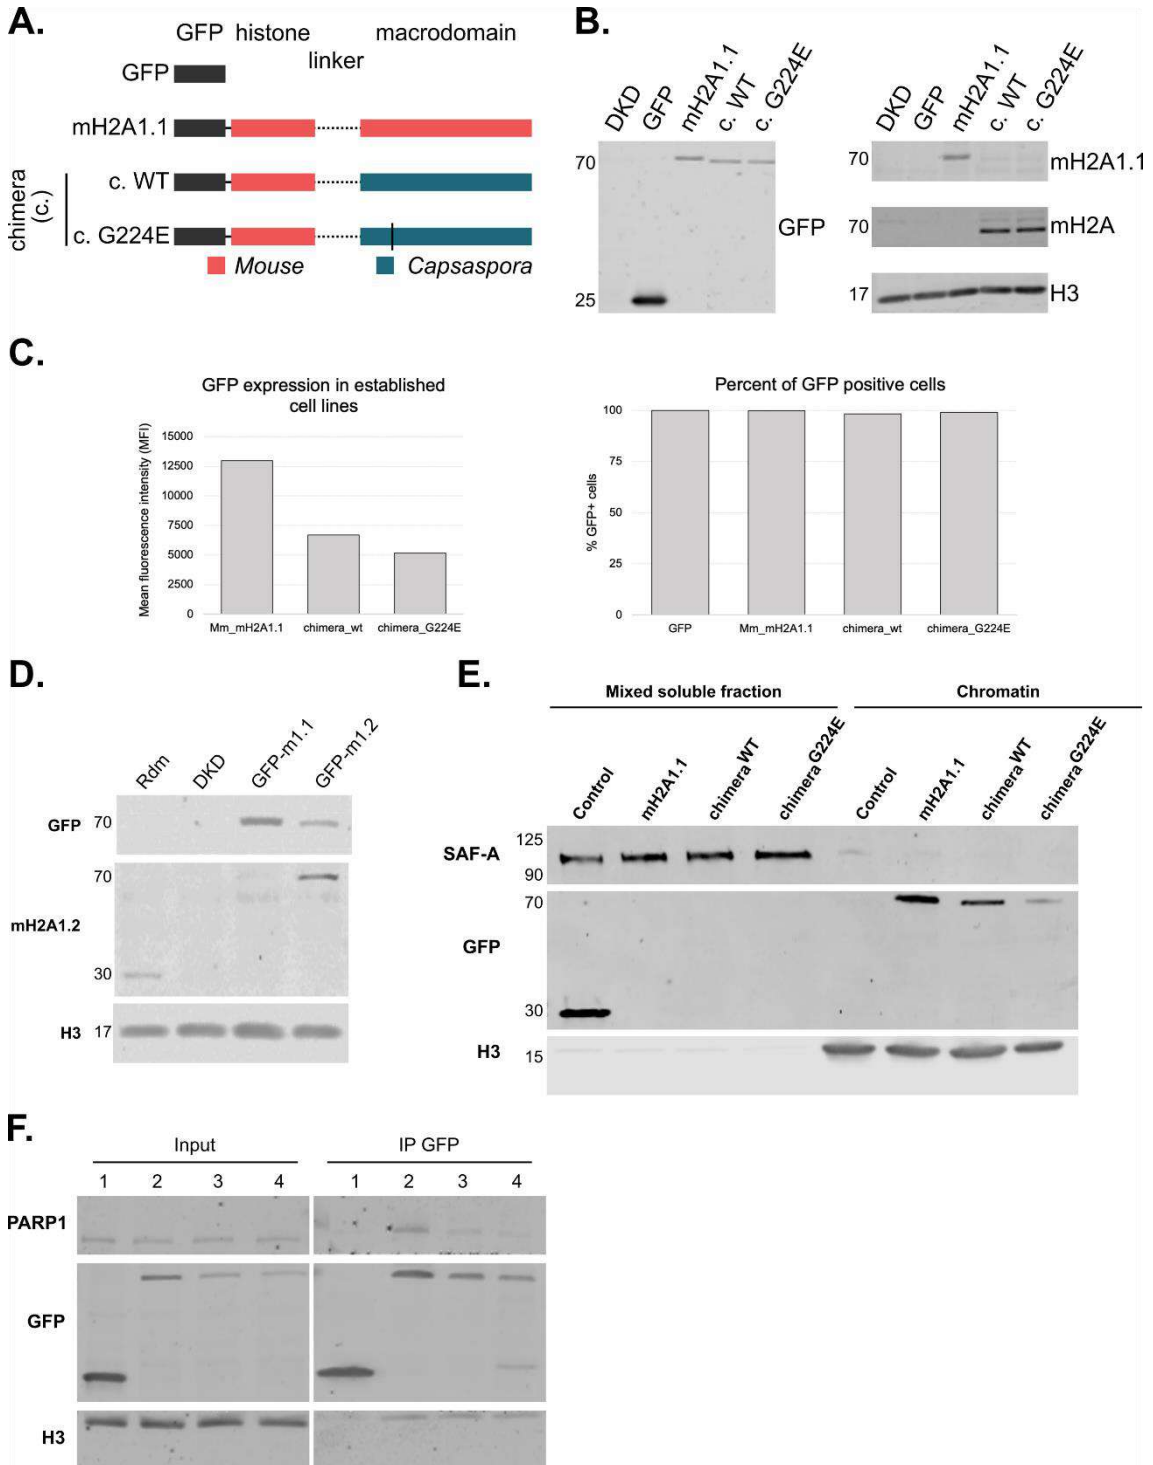 A.
GFP histone macrodomain
linker
GFP
mH2A1.1
c. WT
c. G224E
chimera
(c.)
Mouse Capsaspora
B.
DKD GFP mH2A1.1 c. WT c. G224E
70
25
GFP
DKD GFP mH2A1.1 c. WT c. G224E
70 mH2A1.1
70 mH2A
17 H3
C.
GFP expression in established
cell lines
Mean fluorescence intensity (MFI)
15000
12500
10000
7500
5000
2500
0
Mm_mH2A1.1 chimera_wt chimera_G224E
Percent of GFP positive cells
% GFP+ cells
100
75
50
25
0
GFP Mm_mH2A1.1 chimera_wt chimera_G224E
D.
Rdm DKD GFP-m1.1 GFP-m1.2
GFP 70
70
mH2A1.2
30
H3 17
E.
Mixed soluble fraction Chromatin
Control mH2A1.1 chimera WT chimera G224E Control mH2A1.1 chimera WT chimera G224E
125
SAF-A
90
70
GFP
30
H3 15
F.
Input IP GFP
1 2 3 4 1 2 3 4
PARP1
GFP
H3